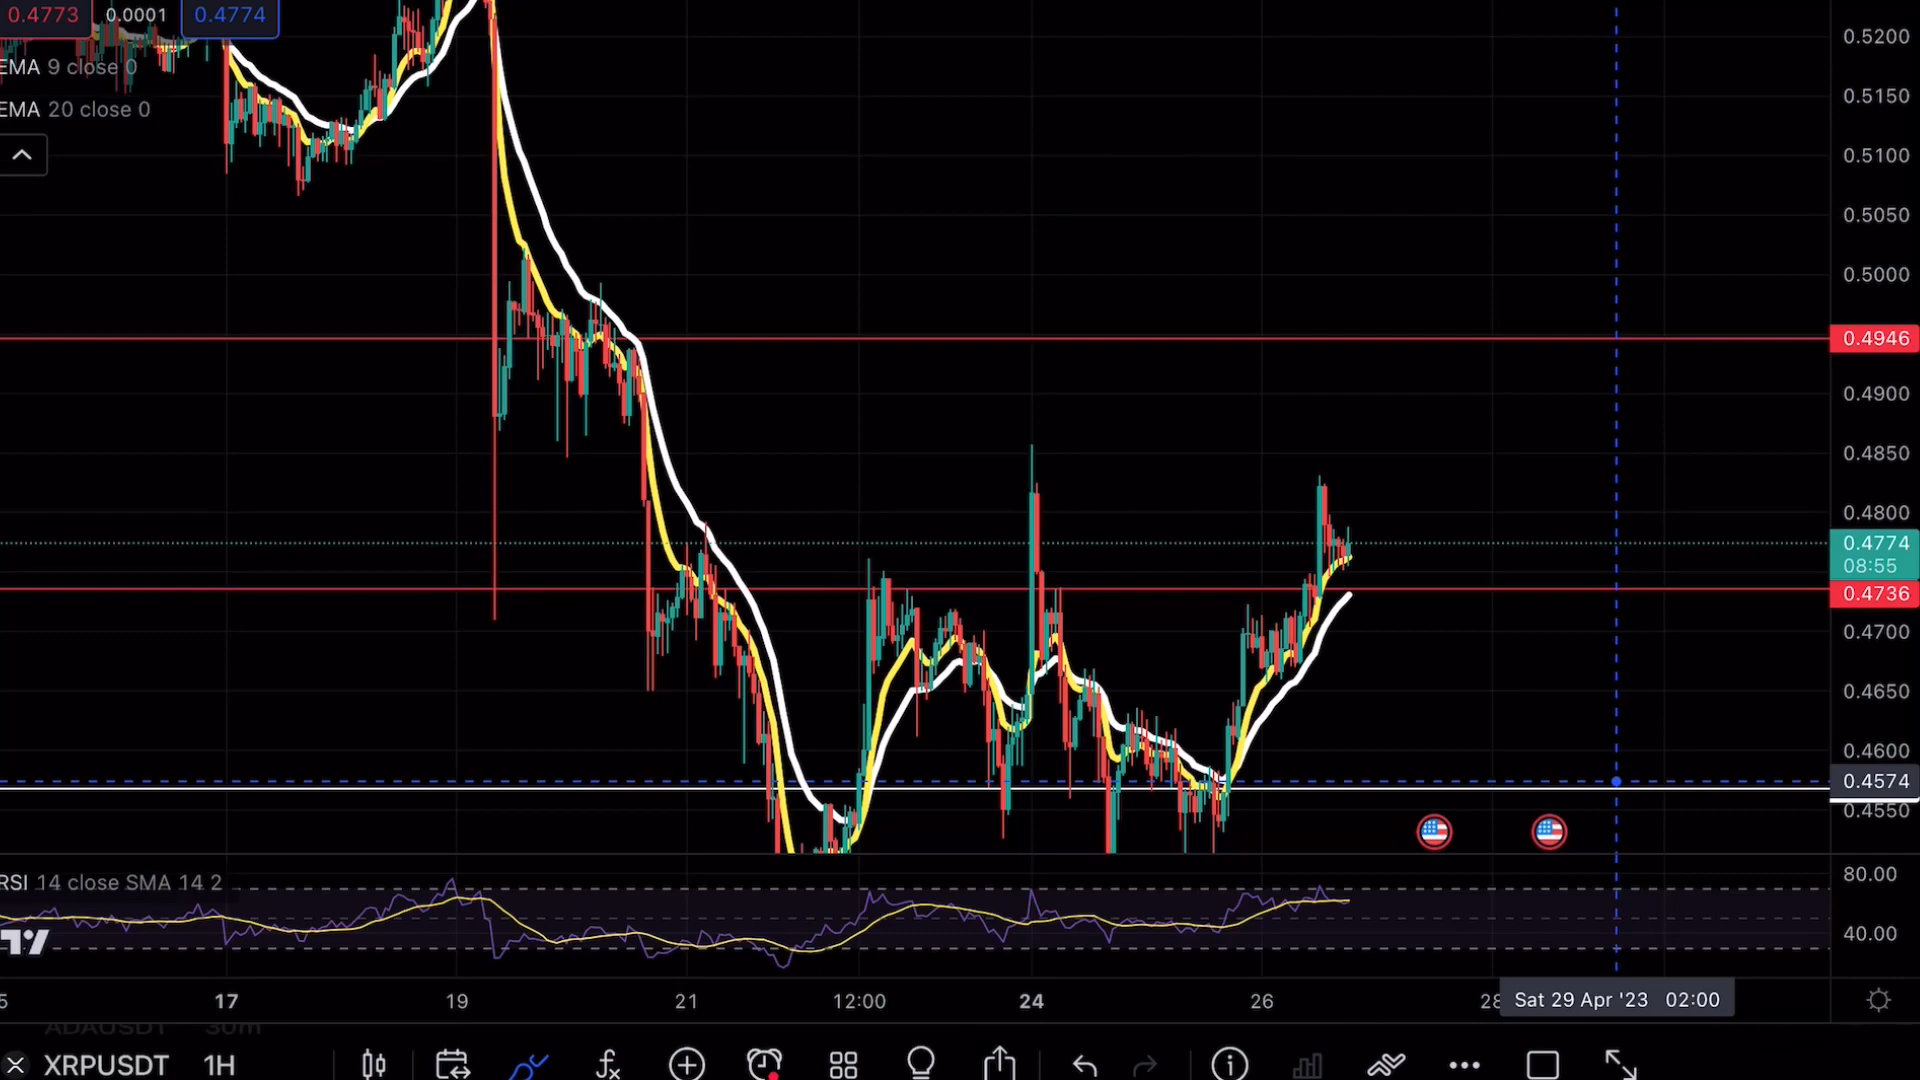 0.4773 0.0001 0.4774
EMA 9 close 0
EMA 20 close 0
0.5200
0.5150
0.5100
0.5050
0.5000
0.4946
0.4900
0.4850
0.4800
0.4774
08:55
0.4736
0.4700
0.4650
0.4600
0.4574
0.4550
RSI 14 close SMA 14 2
80.00
40.00
5 17 19 21 12:00 24 26 28 Sat 29 Apr '23 02:00
ADAUSDT 30m
XRPUSDT 1H